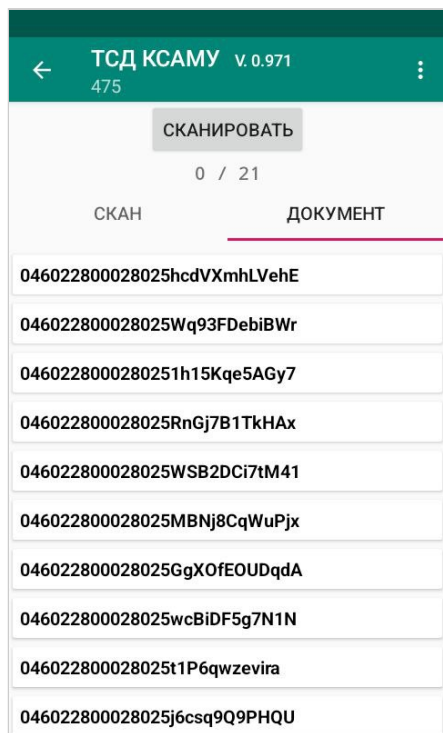 ТСД КСАМУ V. 0.971
475
СКАНИРОВАТЬ
0 / 21
СКАН ДОКУМЕНТ
046022800028025hcdVXmhLVehE
046022800028025Wq93FDebiBWr
0460228000280251h15Kqe5AGy7
046022800028025RnGj7B1TkHAx
046022800028025WSB2DCi7tM41
046022800028025MBNj8CqWuPjx
046022800028025GgXOfEOUDqdA
046022800028025wcBiDF5g7N1N
046022800028025t1P6qwzevira
046022800028025j6csq9Q9PHQU